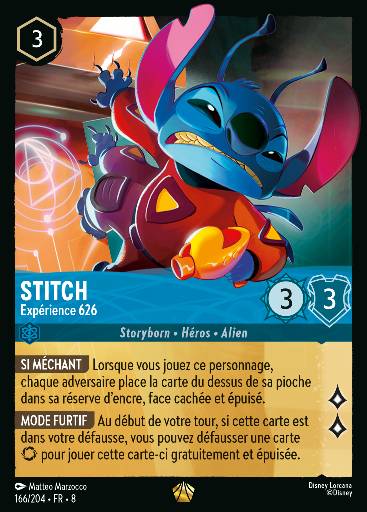 3
STITCH
Expérience 626
3
3
Storyborn • Héros • Alien
SI MÉCHANT Lorsque vous jouez ce personnage,
chaque adversaire place la carte du dessus de sa pioche
dans sa réserve d'encre, face cachée et épuisé.
MODE FURTIF Au début de votre tour, si cette carte est
dans votre défausse, vous pouvez défausser une carte
pour jouer cette carte-ci gratuitement et épuisée.
Matteo Marzocco
166/204 • FR • 8
Disney Lorcana
©Disney